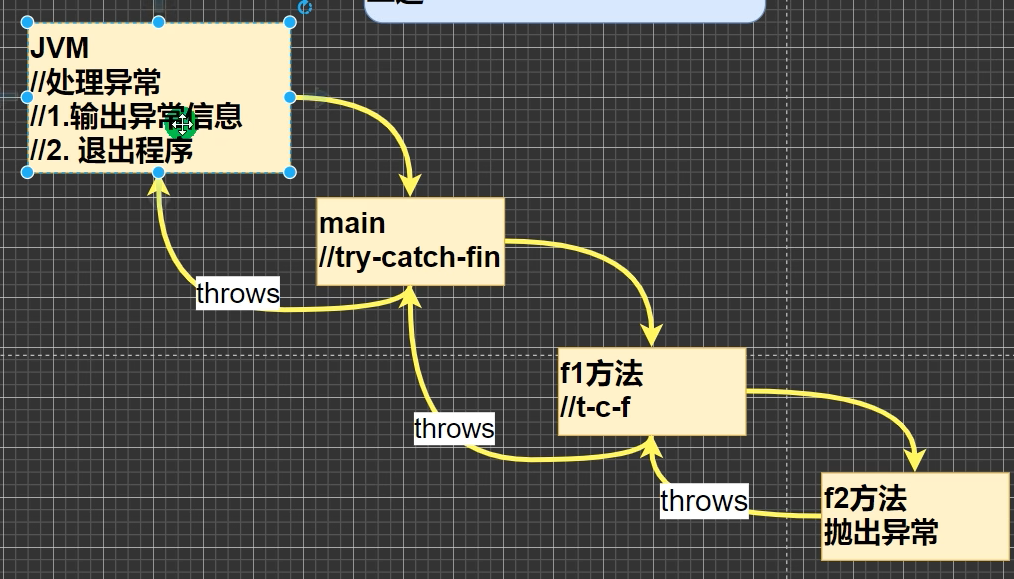 JVM
//处理异常
//1.输出异常信息
//2. 退出程序
main
//try-catch-fin
throws
f1方法
//t-c-f
throws
throws
f2方法
抛出异常